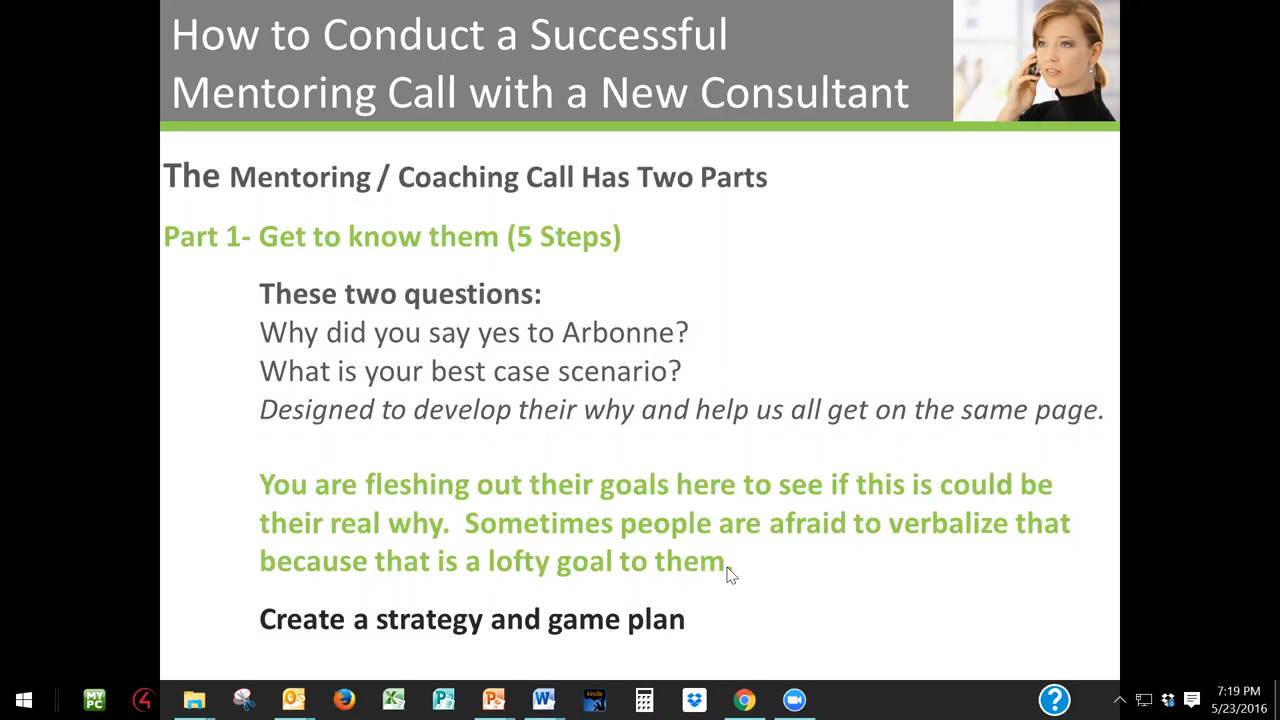 How to Conduct a Successful
Mentoring Call with a New Consultant
The Mentoring / Coaching Call Has Two Parts
Part 1- Get to know them (5 Steps)
These two questions:
Why did you say yes to Arbonne?
What is your best case scenario?
Designed to develop their why and help us all get on the same page.
You are fleshing out their goals here to see if this is could be
their real why.  Sometimes people are afraid to verbalize that
because that is a lofty goal to them.
Create a strategy and game plan
MY
PC
kindle
?
7:19 PM
5/23/2016